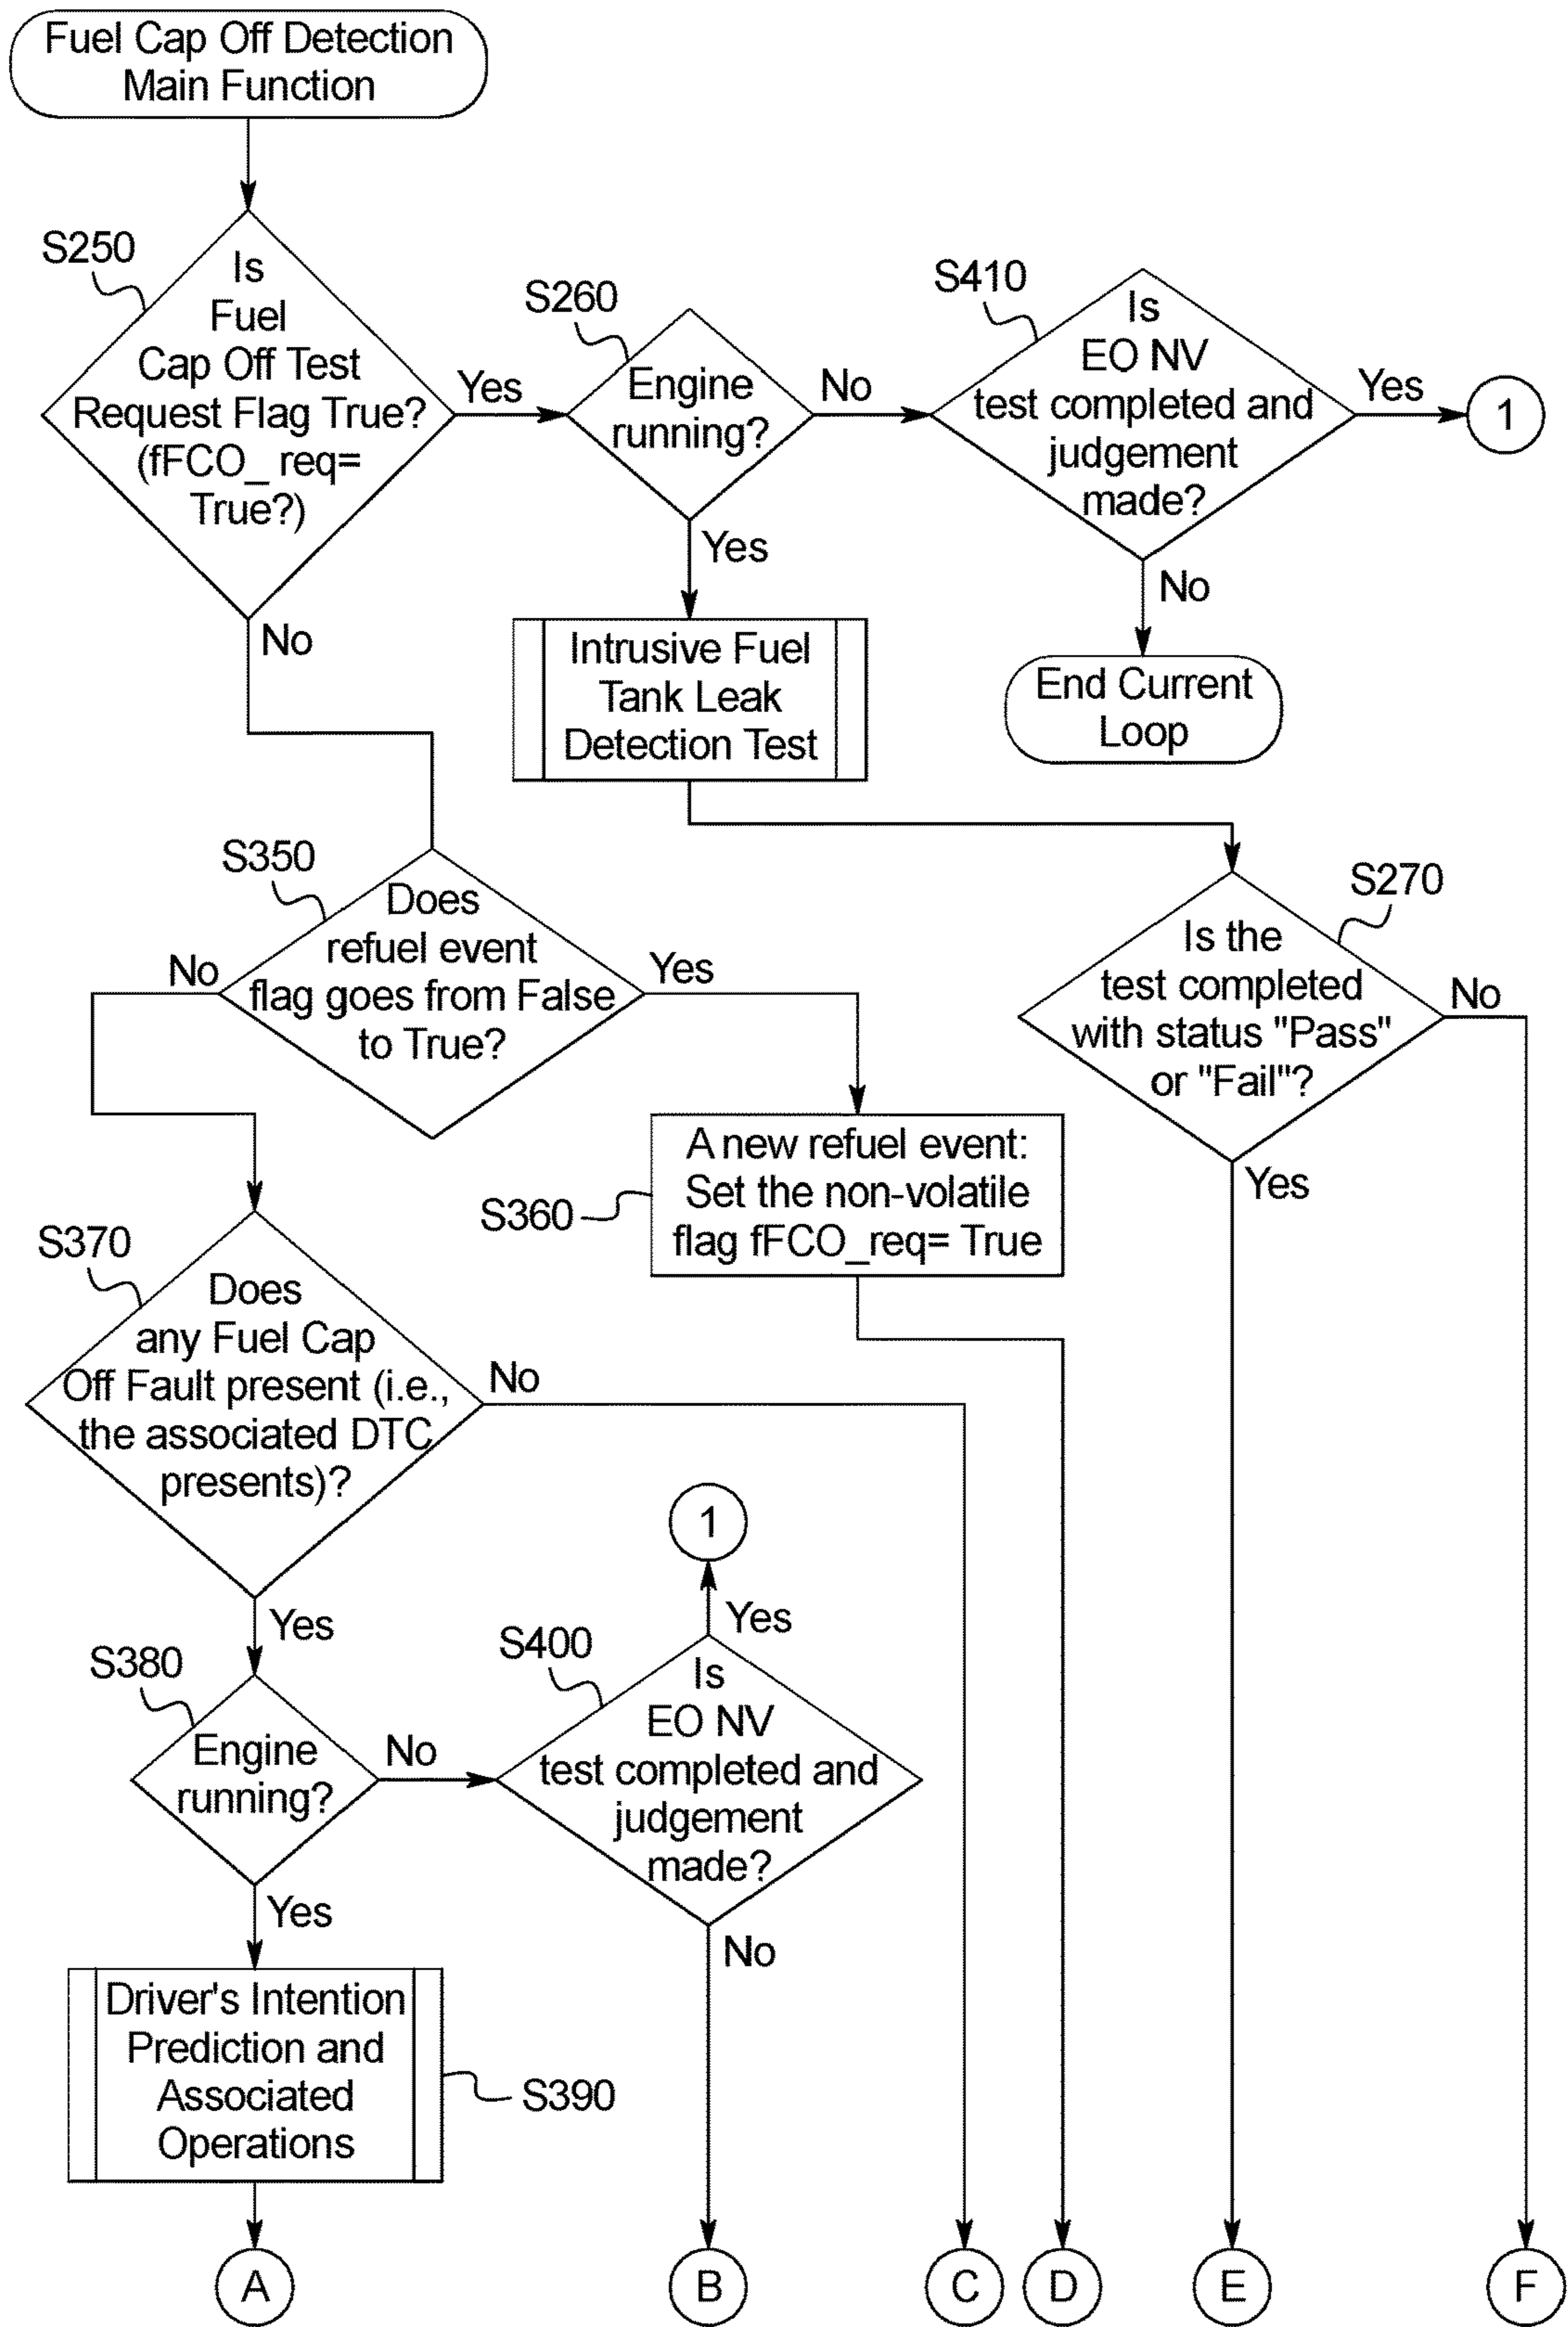 Fuel Cap Off Detection
Main Function
S250
Is
Fuel
Cap Off Test
Request Flag True?
(fFCO_ req=
True?)
Yes
No
S260
Engine
running?
No
Yes
S410
Is
EO NV
test completed and
judgement
made?
Yes
1
No
End Current
Loop
Intrusive Fuel
Tank Leak
Detection Test
S350
Does
refuel event
flag goes from False
to True?
No
Yes
S270
Is the
test completed
with status "Pass"
or "Fail"?
No
Yes
S360
A new refuel event:
Set the non-volatile
flag fFCO_req= True
S370
Does
any Fuel Cap
Off Fault present (i.e.,
the associated DTC
presents)?
No
Yes
S380
Engine
running?
No
Yes
1
Yes
S400
Is
EO NV
test completed and
judgement
made?
No
Driver's Intention
Prediction and
Associated
Operations
S390
A
B
C
D
E
F